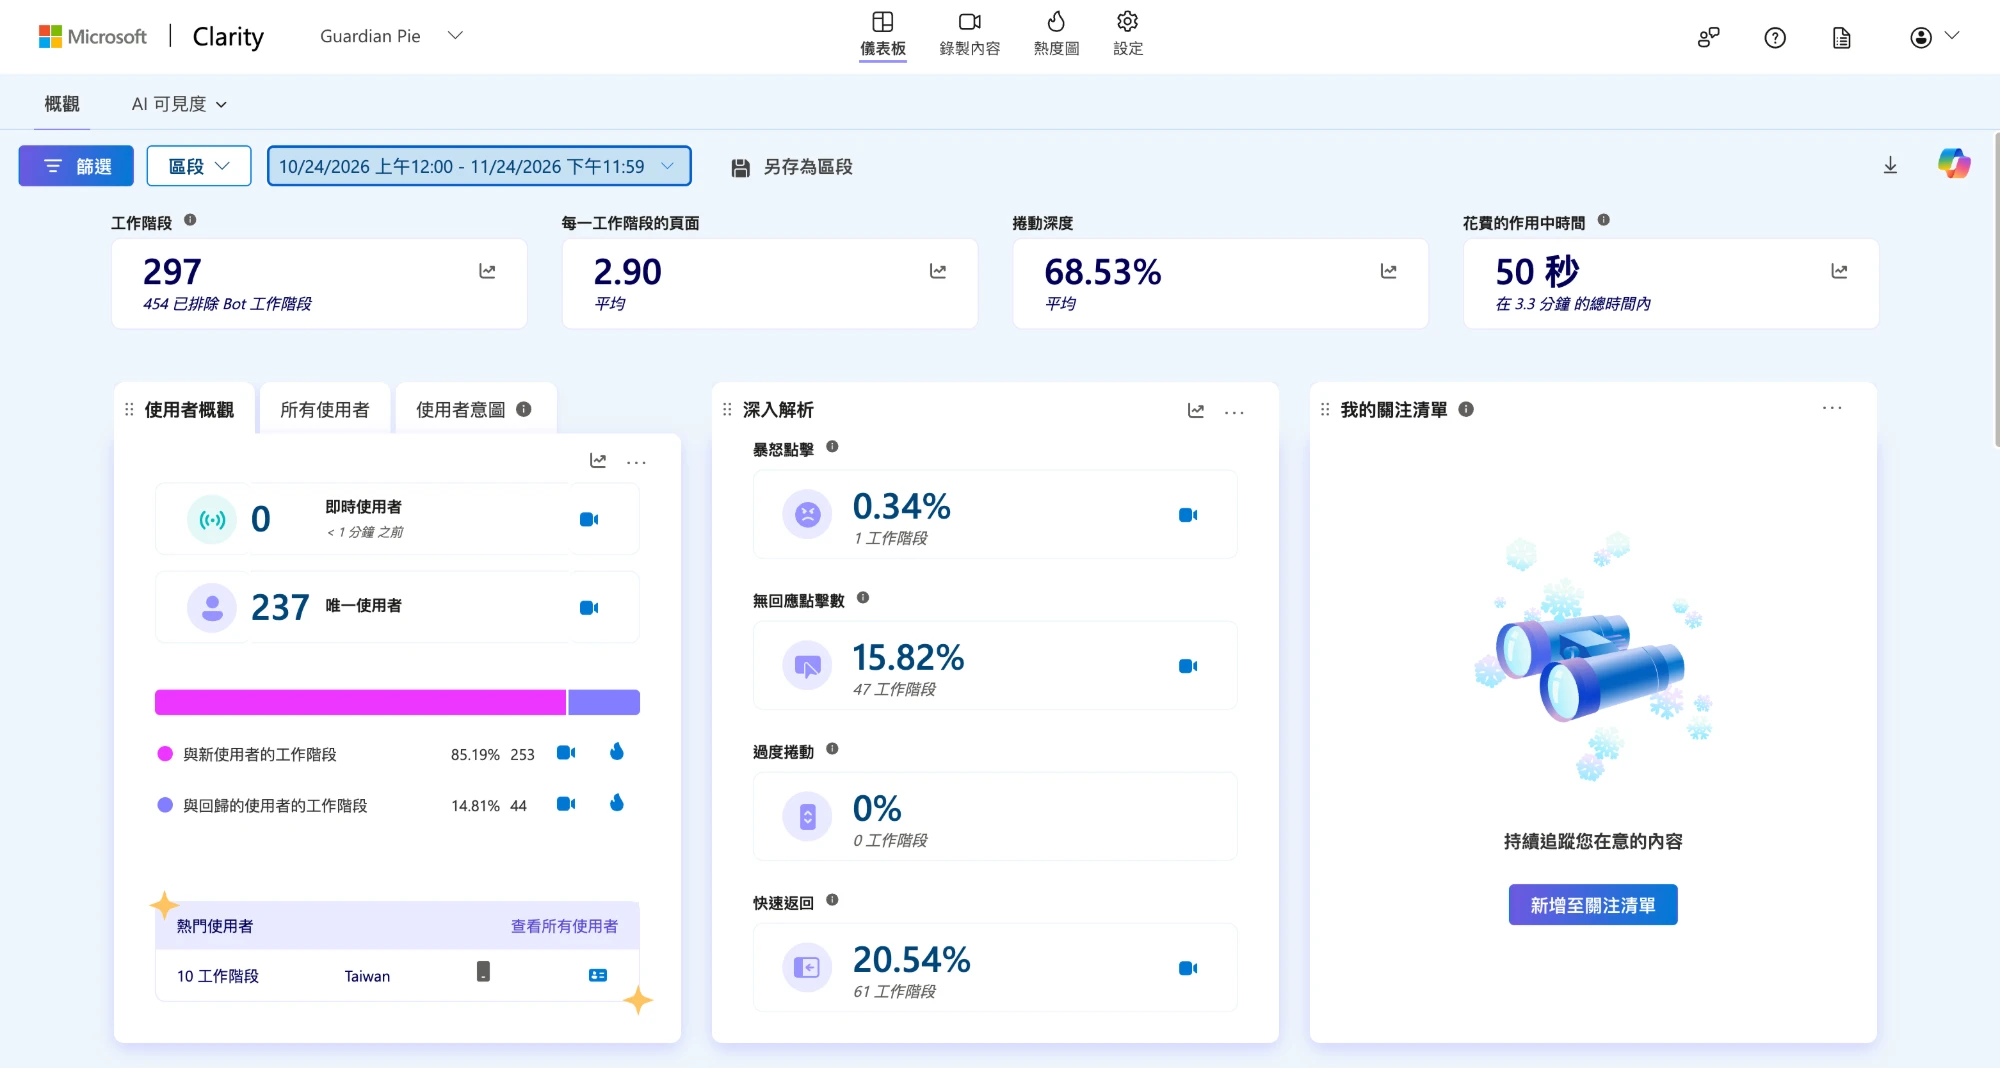 Microsoft | Clarity
Guardian Pie
儀表板
錄製內容
熱度圖
設定
概觀
AI 可見度
篩選
區段
10/24/2026 上午12:00 - 11/24/2026 下午11:59
另存為區段
工作階段
297
454 已排除 Bot 工作階段
每一工作階段的頁面
2.90
平均
捲動深度
68.53%
平均
花費的作用中時間
50 秒
在 3.3 分鐘 的總時間內
使用者概觀
所有使用者
使用者意圖
0
即時使用者
< 1 分鐘 之前
237
唯一使用者
與新使用者的工作階段 85.19% 253
與回歸的使用者的工作階段 14.81% 44
熱門使用者
查看所有使用者
10 工作階段 Taiwan
深入解析
暴怒點擊
0.34%
1 工作階段
無回應點擊數
15.82%
47 工作階段
過度捲動
0%
0 工作階段
快速返回
20.54%
61 工作階段
我的關注清單
持續追蹤您在意的內容
新增至關注清單